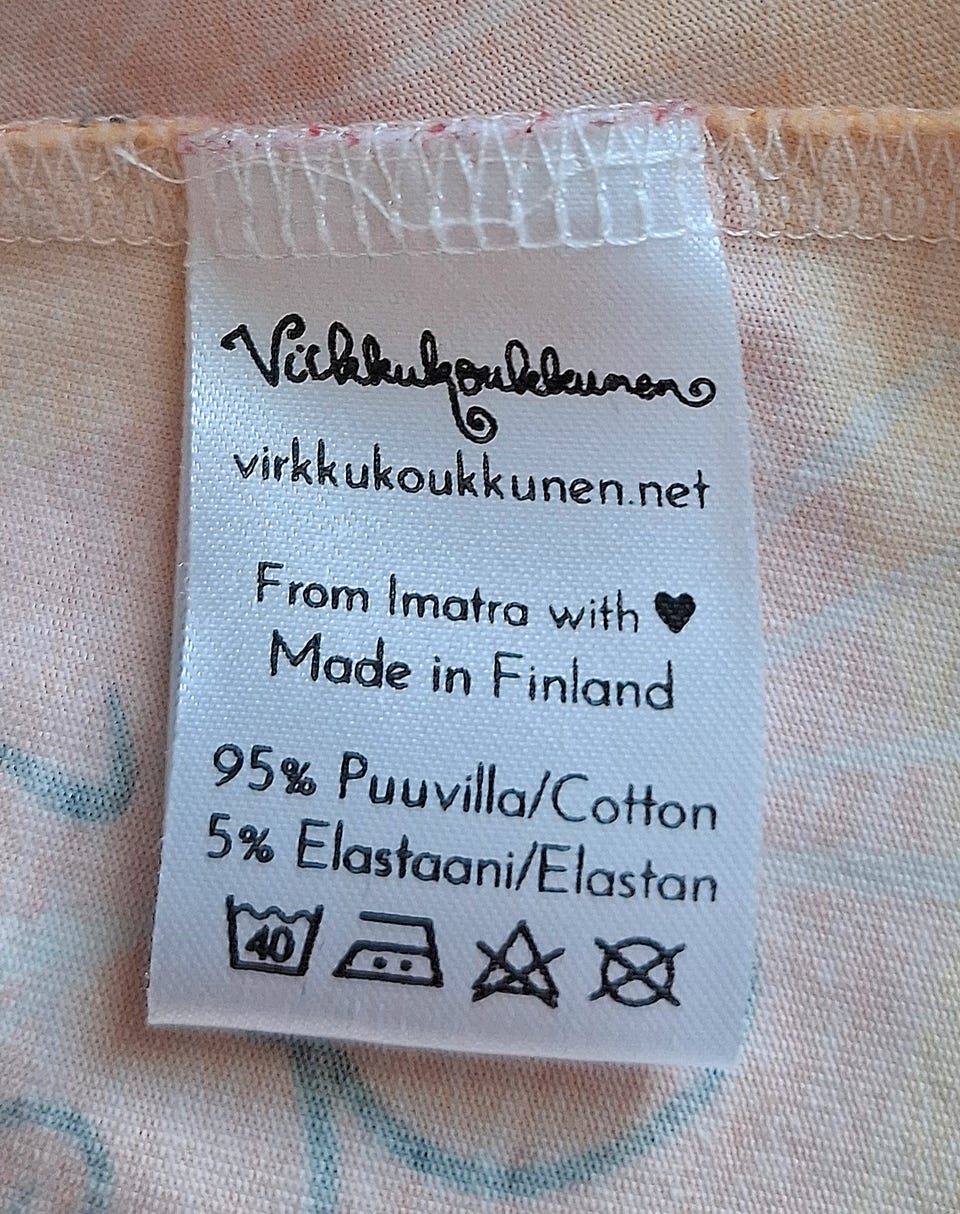 Virkkukoukkunen
virkkukoukkunen.net
From Imatra with ♥
Made in Finland
95% Puuvilla/Cotton
5% Elastaani/Elastan
40